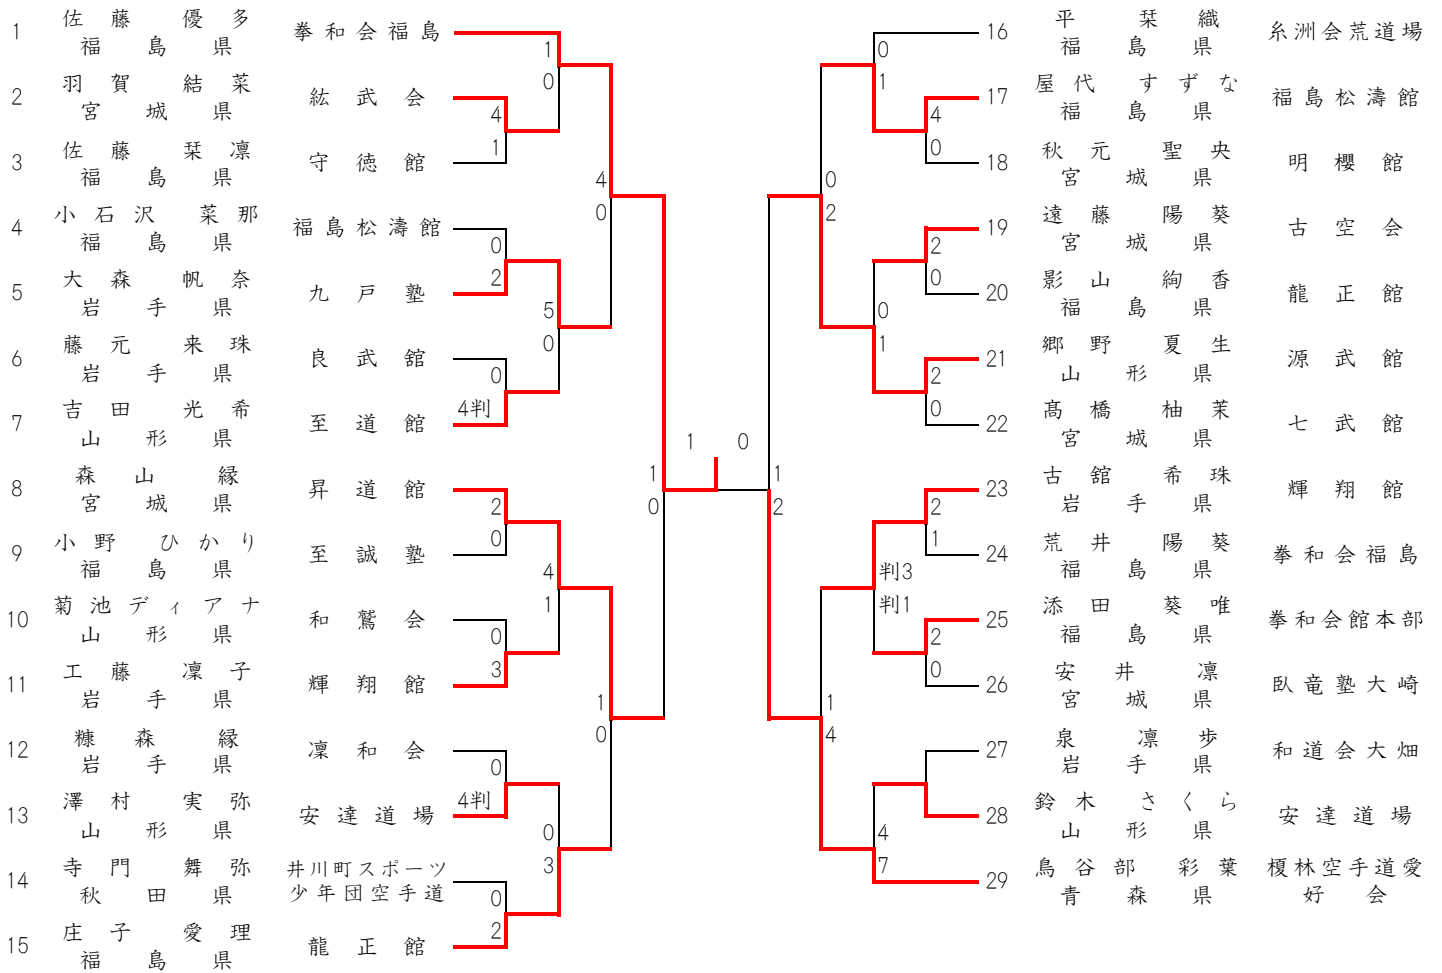 1 佐藤 優多 拳和会福島
福島県
2 羽賀 結菜 紘武会
宮城県
3 佐藤 栞凛 守徳館
福島県
4 小石沢 菜那 福島松濤館
福島県
5 大森 帆奈 九戸塾
岩手県
6 藤元 来珠 良武舘
岩手県
7 吉田 光希 至道館
山形県
8 森山 縁 昇道館
宮城県
9 小野 ひかり 至誠塾
福島県
10 菊池ディアナ 和鷲会
山形県
11 工藤 凜子 輝翔館
岩手県
12 糠森 縁 凜和会
岩手県
13 澤村 実弥 安達道場
山形県
14 寺門 舞弥 井川町スポーツ
秋田県 少年団空手道
15 庄子 愛理 龍正館
福島県
1
0
4
1
4
0
0
2
5
0
0
4判
1
0
2
0
4
1
0
3
1
0
0
4判
0
3
0
2
1 0
16 平 栞織 糸洲会荒道場
福島県
17 屋代 すずな 福島松濤館
福島県
18 秋元 聖央 明櫻館
宮城県
19 遠藤 陽葵 古空会
宮城県
20 影山 絢香 龍正館
福島県
21 郷野 夏生 源武館
山形県
22 髙橋 柚茉 七武館
宮城県
23 古舘 希珠 輝翔館
岩手県
24 荒井 陽葵 拳和会福島
福島県
25 添田 葵唯 拳和会館本部
福島県
26 安井 凛 臥竜塾大崎
宮城県
27 泉 凛歩 和道会大畑
岩手県
28 鈴木 さくら 安達道場
山形県
29 鳥谷部 彩葉 榎林空手道愛
青森県 好会
0
1
4
0
0
2
2
0
0
1
2
0
1
2
2
1
判3
判1
2
0
1
4
4
7